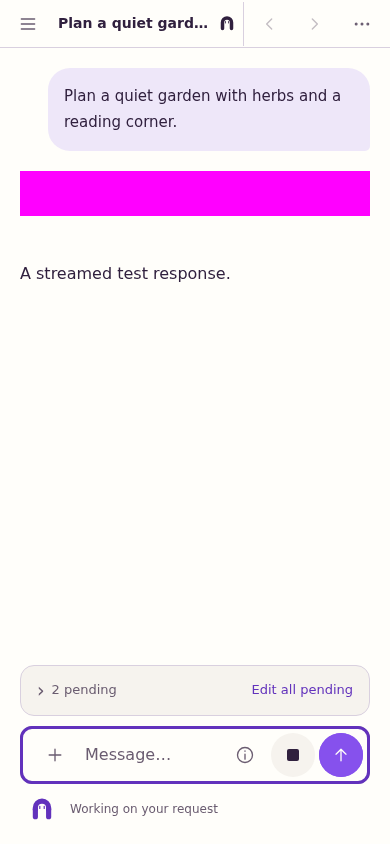 Plan a quiet gard…
Plan a quiet garden with herbs and a
reading corner.
A streamed test response.
2 pending
Edit all pending
Message…
Working on your request